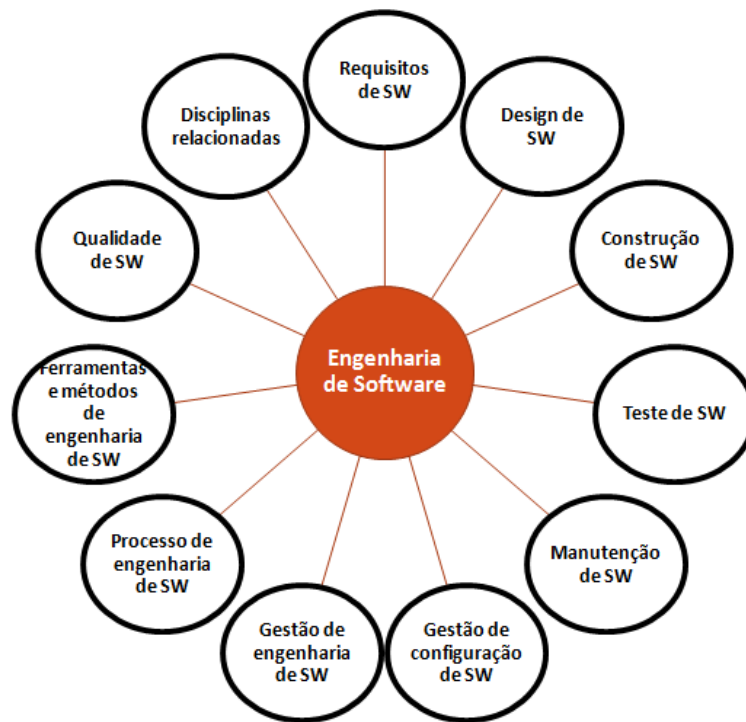 Requisitos
de SW
Design de
SW
Construção
de SW
Teste de SW
Manutenção
de SW
Gestão de
configuração
de SW
Gestão de
engenharia
de SW
Processo de
engenharia
de SW
Ferramentas
e métodos
de
engenharia
de SW
Qualidade
de SW
Disciplinas
relacionadas
Engenharia
de Software